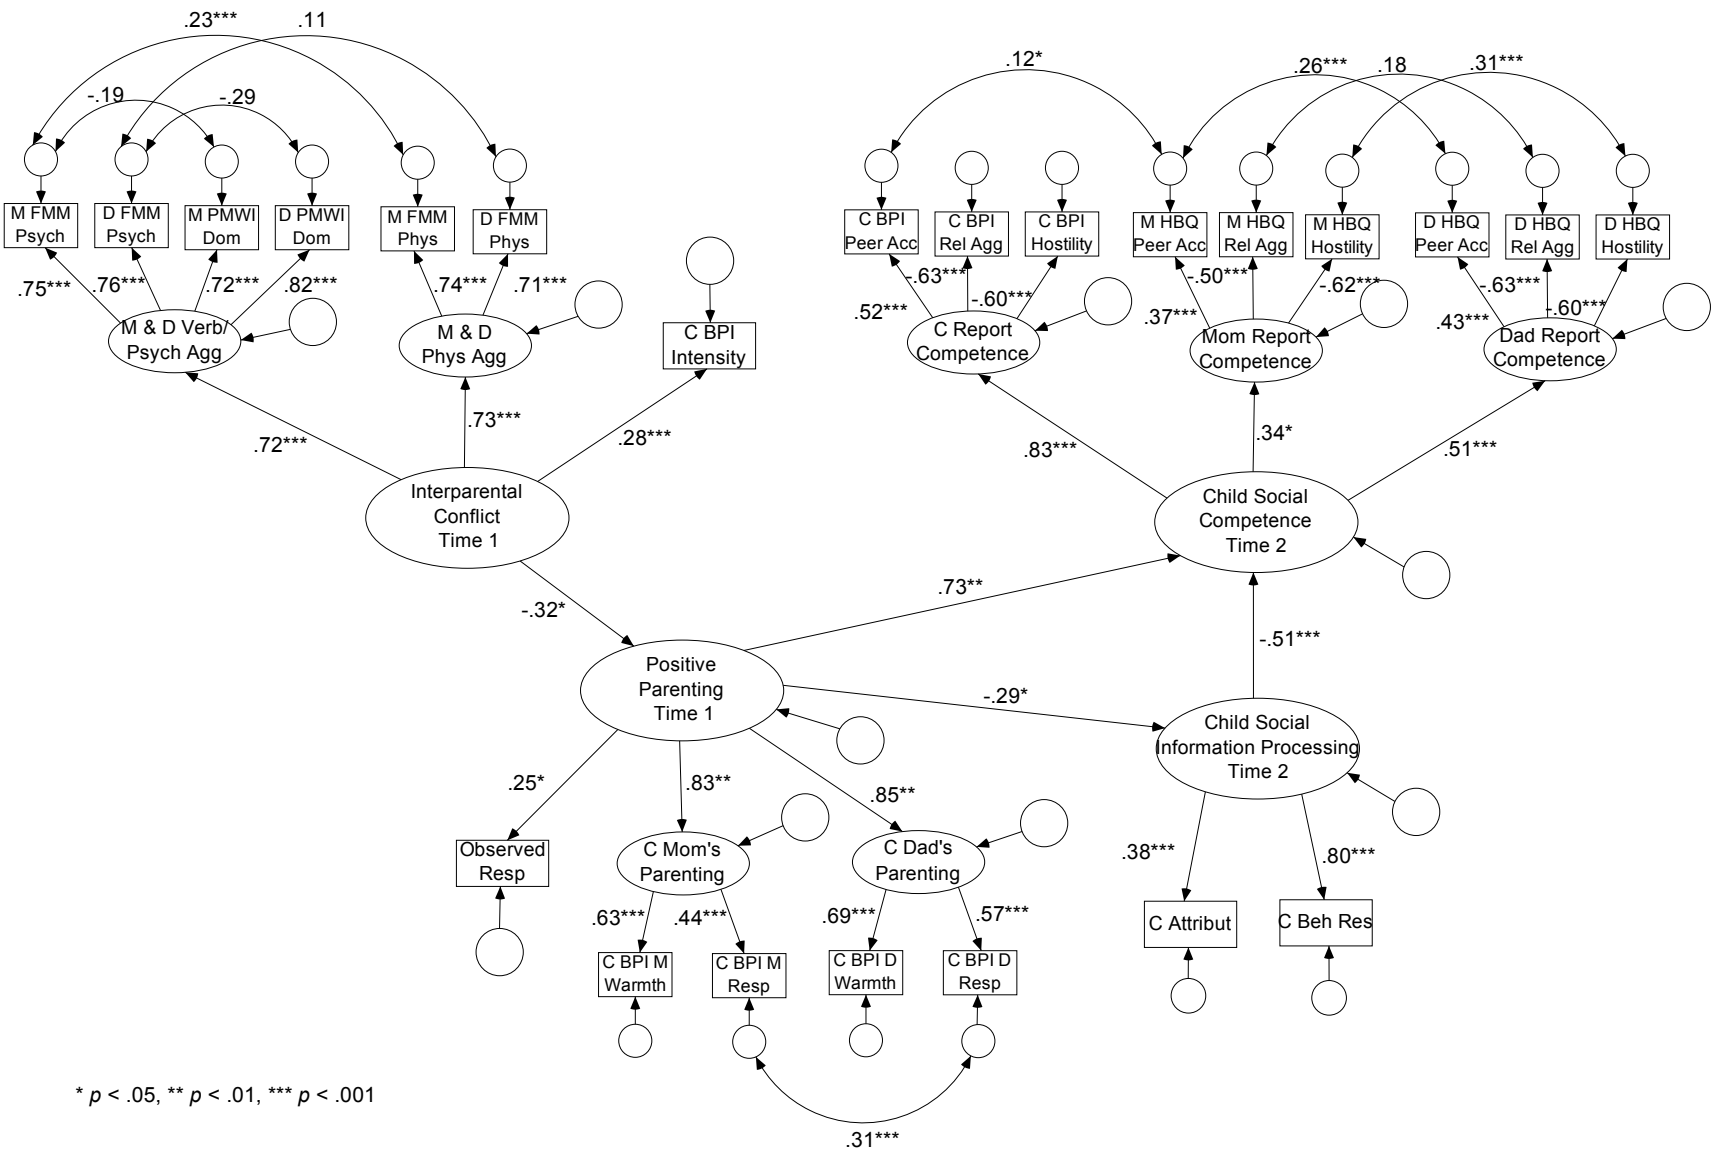 .23***
.11
-.19
-.29
M FMM
Psych
D FMM
Psych
M PMWI
Dom
D PMWI
Dom
M FMM
Phys
D FMM
Phys
.75***
.76***
.72***
.82***
.74***
.71***
M & D Verb/
Psych Agg
M & D
Phys Agg
C BPI
Intensity
.72***
.73***
.28***
Interparental
Conflict
Time 1
.12*
.26***
.18
.31***
C BPI
Peer Acc
C BPI
Rel Agg
C BPI
Hostility
M HBQ
Peer Acc
M HBQ
Rel Agg
M HBQ
Hostility
D HBQ
Peer Acc
D HBQ
Rel Agg
D HBQ
Hostility
.52***
-.63***
-.60***
.37***
-.50***
-.62***
.43***
-.63***
-.60***
C Report
Competence
Mom Report
Competence
Dad Report
Competence
.83***
.34*
.51***
Child Social
Competence
Time 2
-.32*
.73**
-.51***
Positive
Parenting
Time 1
-.29*
Child Social
Information Processing
Time 2
.25*
.83**
.85**
.38***
.80***
Observed
Resp
C Mom's
Parenting
C Dad's
Parenting
C Attribut
C Beh Res
.63***
.44***
.69***
.57***
C BPI M
Warmth
C BPI M
Resp
C BPI D
Warmth
C BPI D
Resp
.31***
* p < .05, ** p < .01, *** p < .001